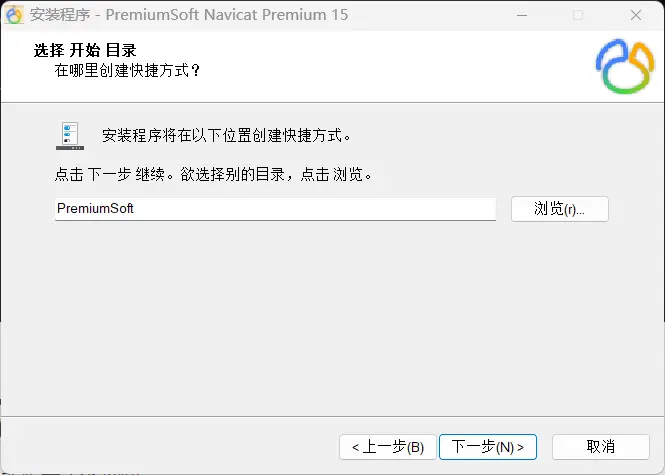 安装程序 - PremiumSoft Navicat Premium 15
选择 开始 目录
在哪里创建快捷方式？
安装程序将在以下位置创建快捷方式。
点击 下一步 继续。欲选择别的目录，点击 浏览。
PremiumSoft
浏览(r)...
< 上一步(B)
下一步(N) >
取消